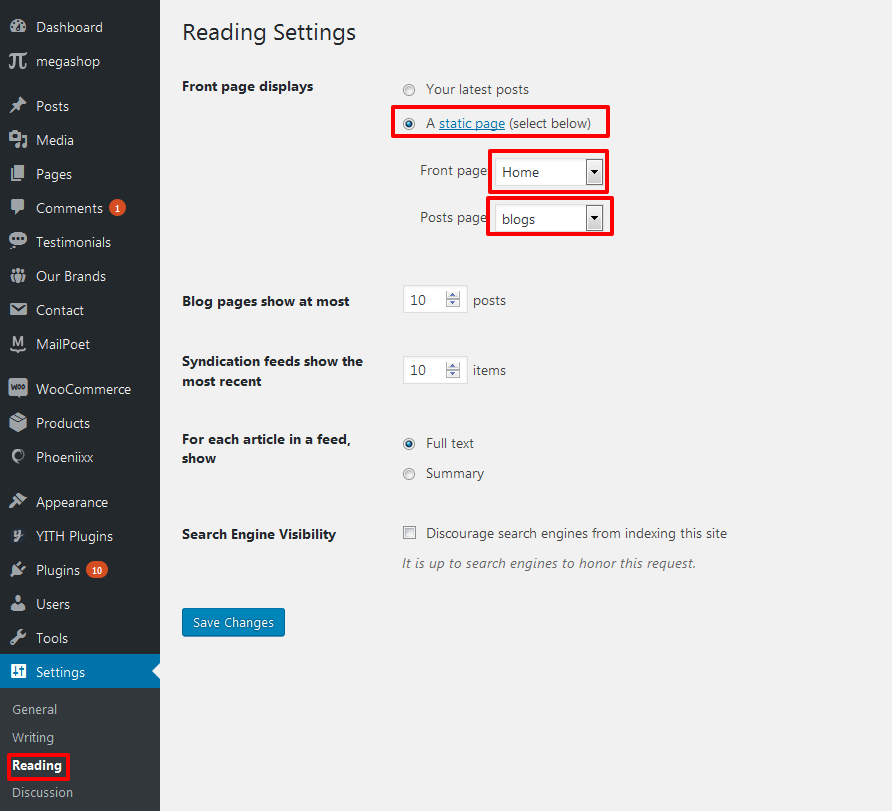 Dashboard
megashop
Posts
Media
Pages
Comments 1
Testimonials
Our Brands
Contact
MailPoet
WooCommerce
Products
Phoeniixx
Appearance
YITH Plugins
Plugins 10
Users
Tools
Settings
General
Writing
Reading
Discussion
Reading Settings
Front page displays
Your latest posts
A static page (select below)
Front page Home
Posts page blogs
Blog pages show at most
10 posts
Syndication feeds show the
most recent
10 items
For each article in a feed,
show
Full text
Summary
Search Engine Visibility
Discourage search engines from indexing this site
It is up to search engines to honor this request.
Save Changes